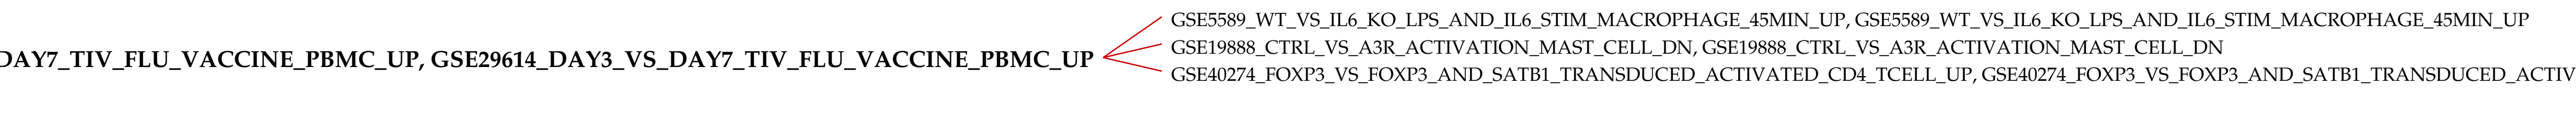 GSE5589_WT_VS_IL6_KO_LPS_AND_IL6_STIM_MACROPHAGE_45MIN_UP, GSE5589_WT_VS_IL6_KO_LPS_AND_IL6_STIM_MACROPHAGE_45MIN_UP
DAY7_TIV_FLU_VACCINE_PBMC_UP, GSE29614_DAY3_VS_DAY7_TIV_FLU_VACCINE_PBMC_UP
GSE19888_CTRL_VS_A3R_ACTIVATION_MAST_CELL_DN, GSE19888_CTRL_VS_A3R_ACTIVATION_MAST_CELL_DN
GSE40274_FOXP3_VS_FOXP3_AND_SATB1_TRANSDUCED_ACTIVATED_CD4_TCELL_UP, GSE40274_FOXP3_VS_FOXP3_AND_SATB1_TRANSDUCED_ACTIV